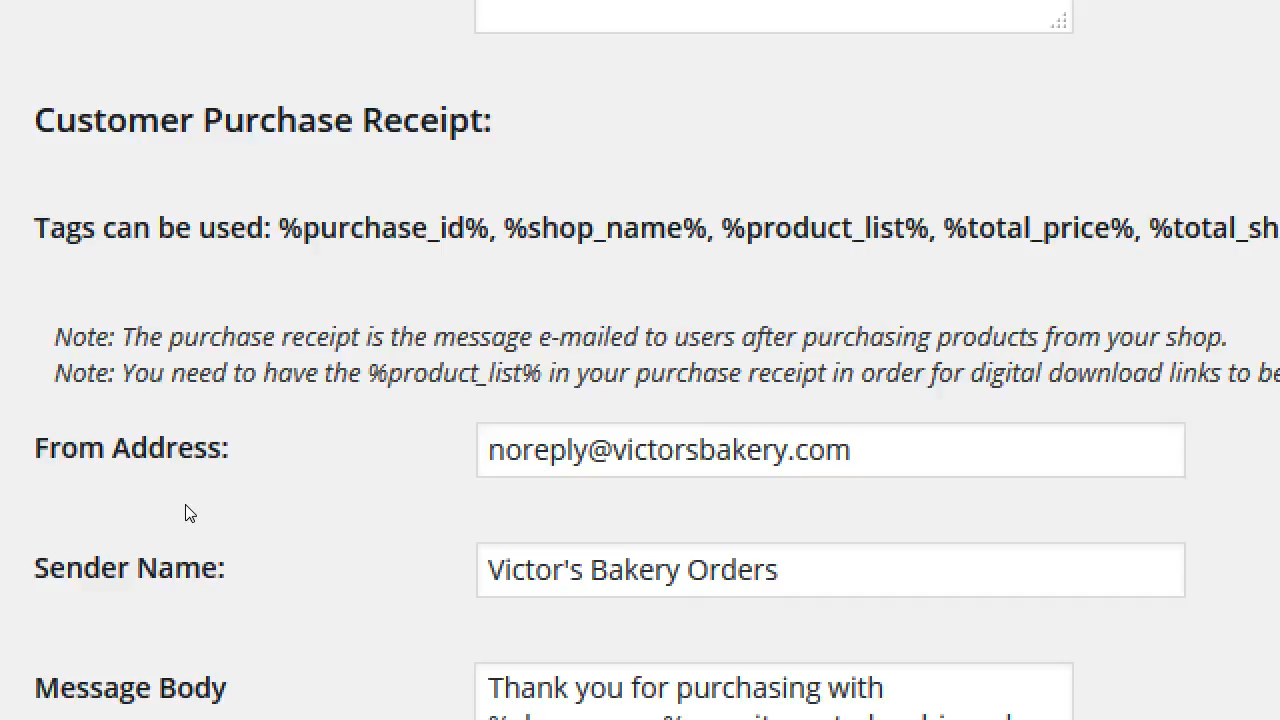 Customer Purchase Receipt:
Tags can be used: %purchase_id%, %shop_name%, %product_list%, %total_price%, %total_sh
Note: The purchase receipt is the message e-mailed to users after purchasing products from your shop.
Note: You need to have the %product_list% in your purchase receipt in order for digital download links to be
From Address:
noreply@victorsbakery.com
Sender Name:
Victor's Bakery Orders
Message Body
Thank you for purchasing with